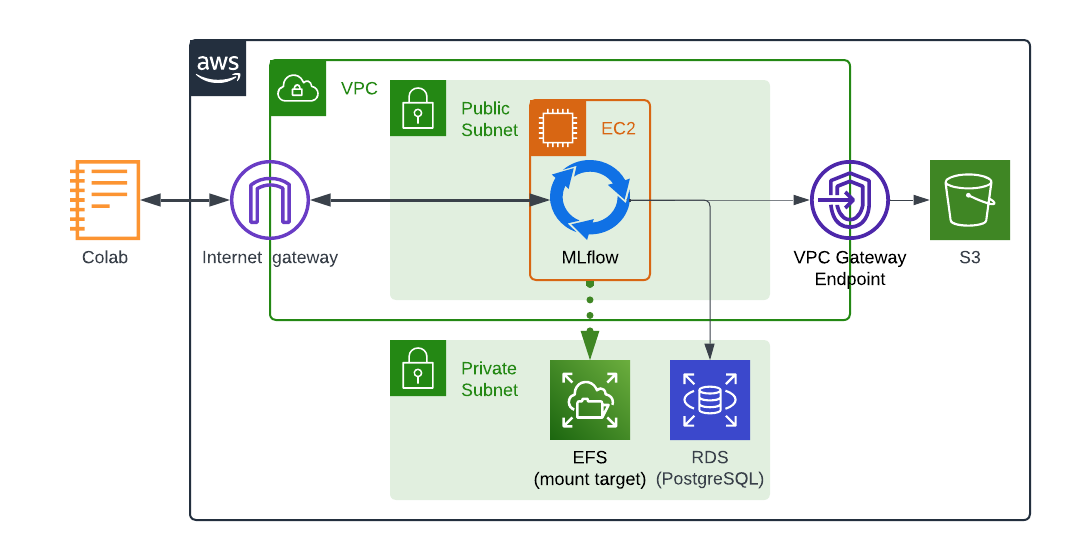 aws
VPC
Public
Subnet
EC2
Colab
Internet gateway
MLflow
VPC Gateway
Endpoint
S3
Private
Subnet
EFS
(mount target)
RDS
(PostgreSQL)